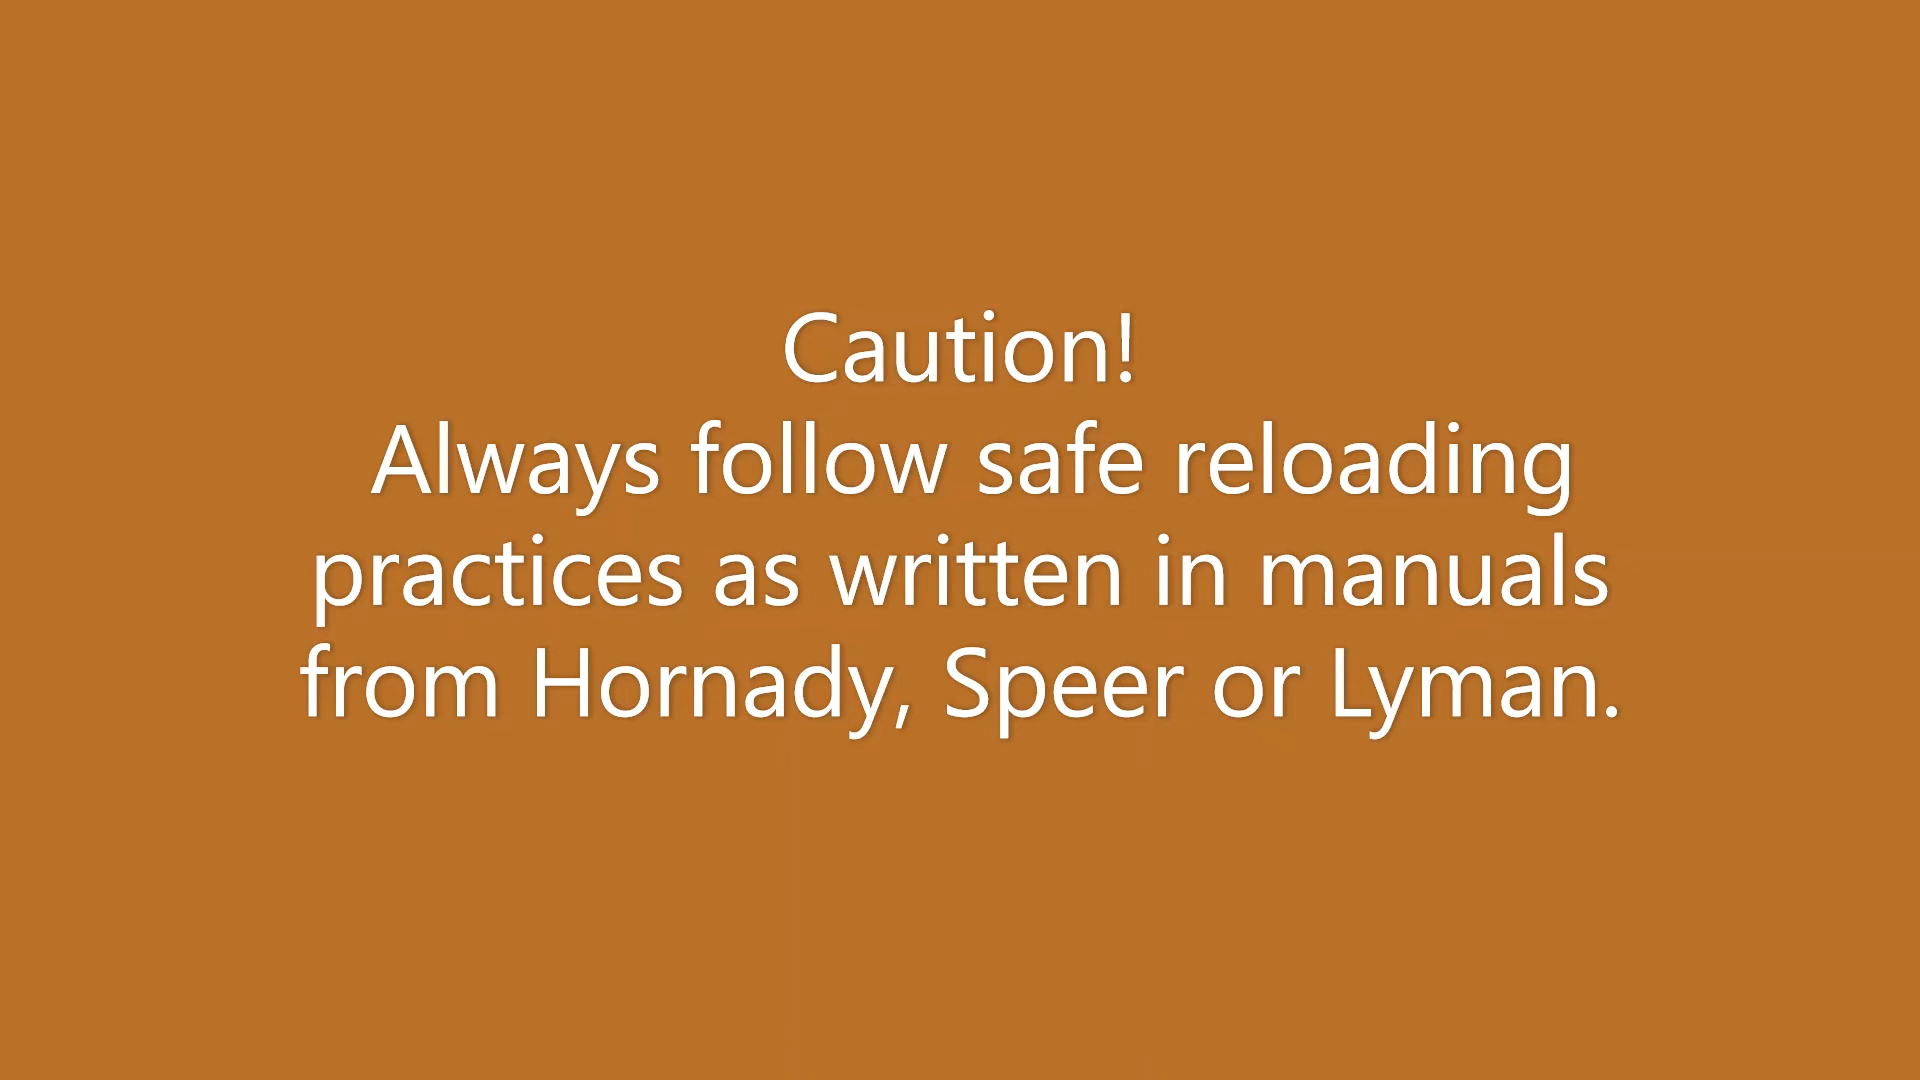 Caution!
Always follow safe reloading
practices as written in manuals
from Hornady, Speer or Lyman.